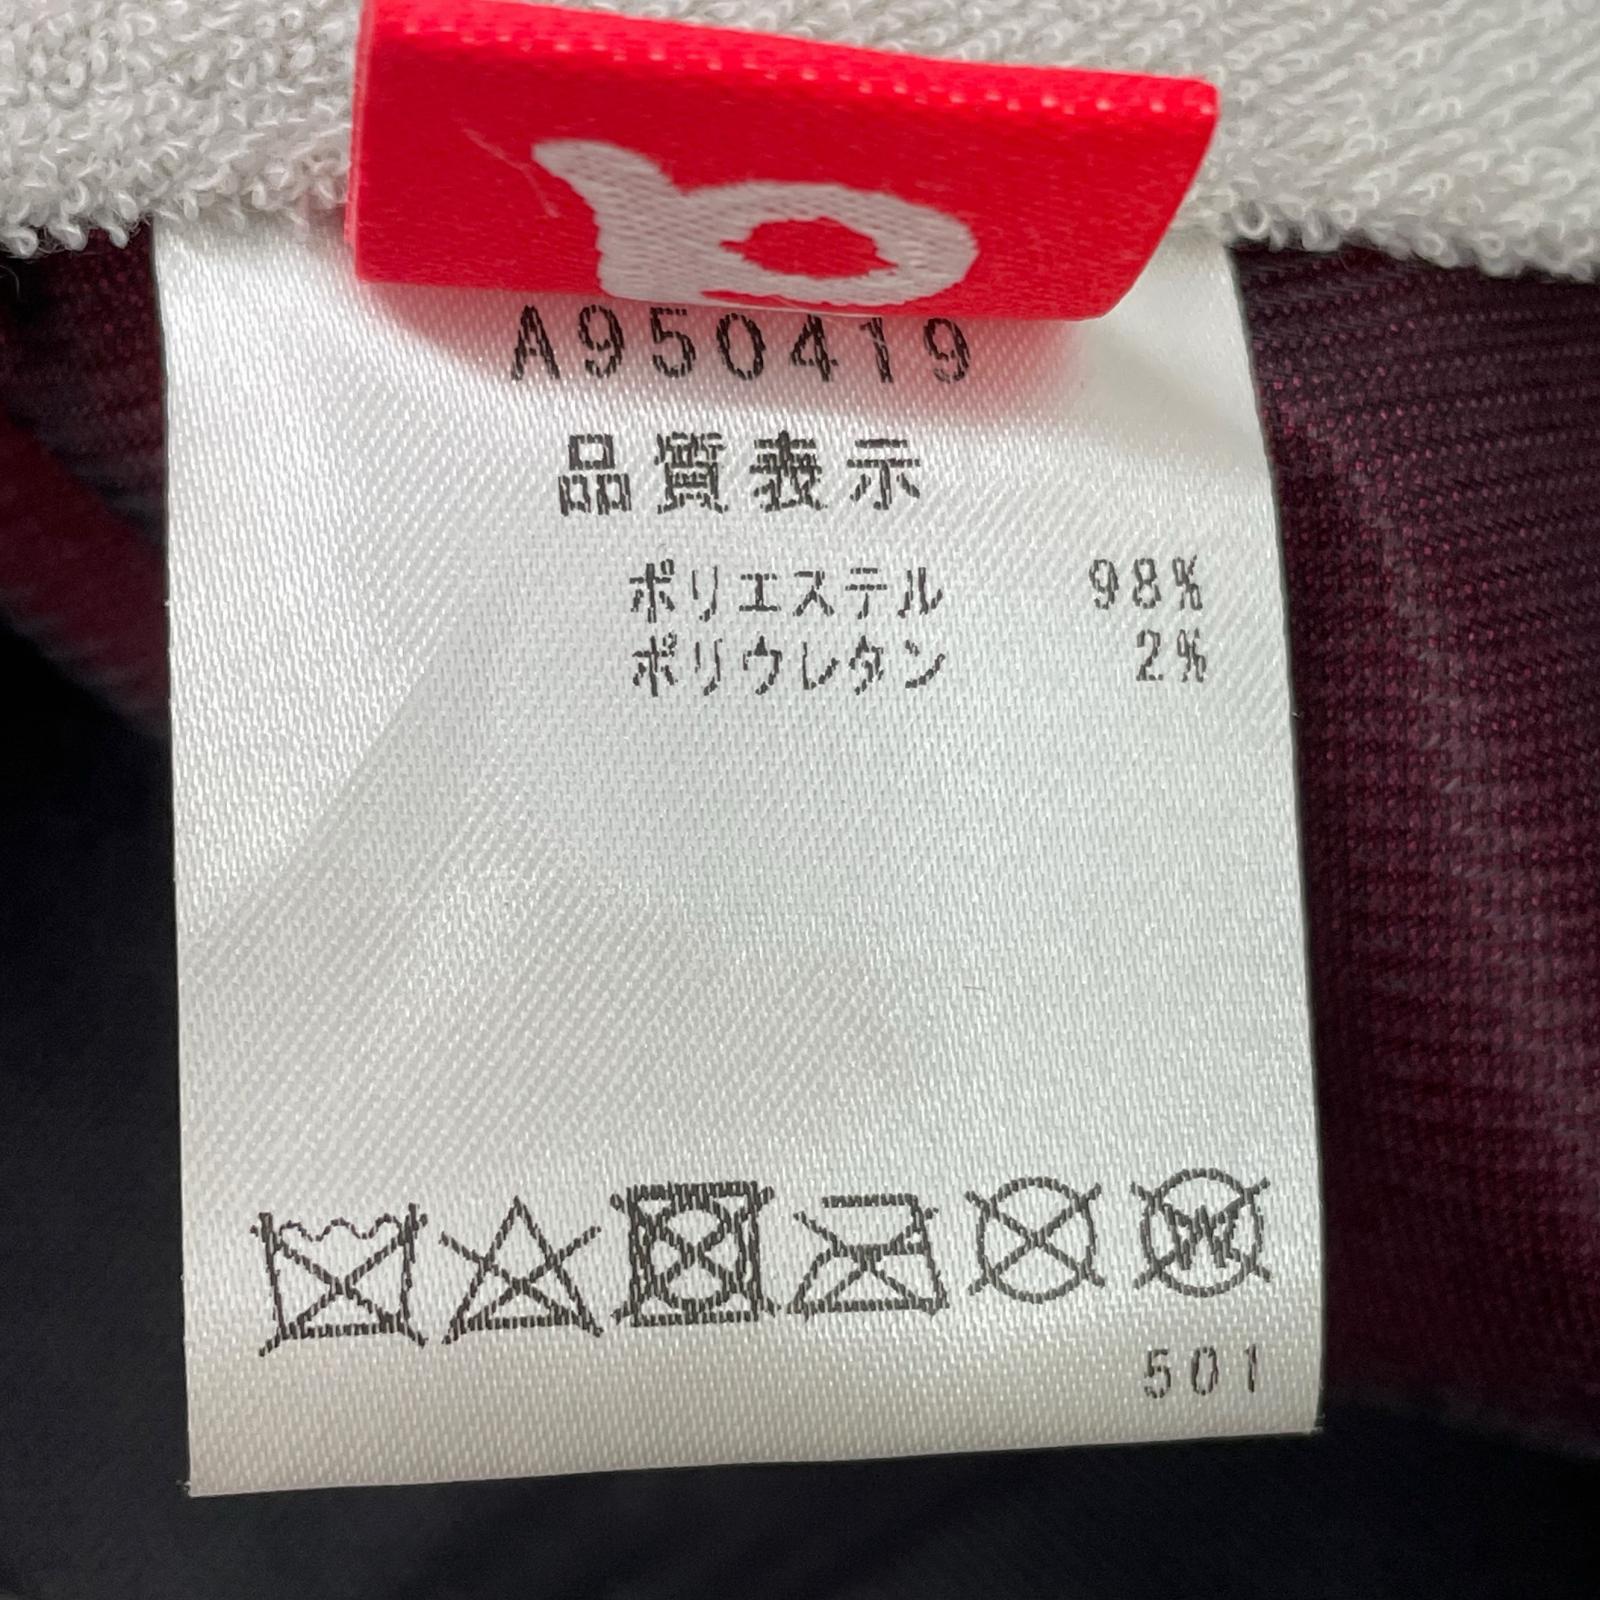 A950419
品質表示
ポリエステル 98%
ポリウレタン 2%
W
501